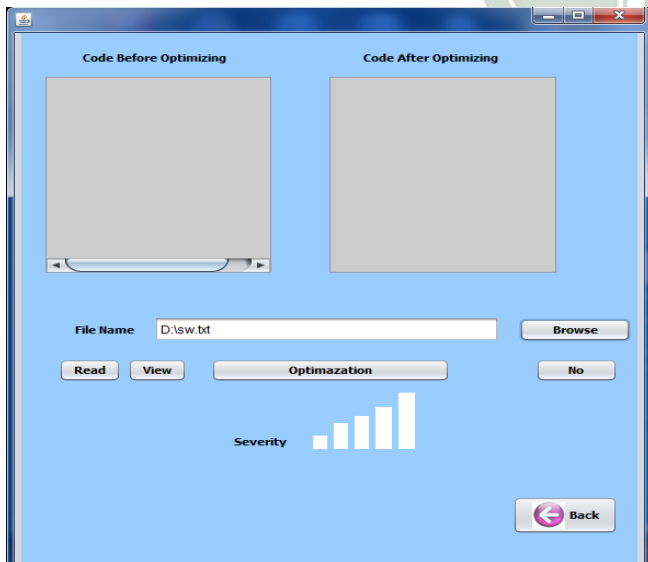 Code Before Optimizing Code After Optimizing
File Name D:\sw.txt Browse
Read View Optimazation No
Severity
Back